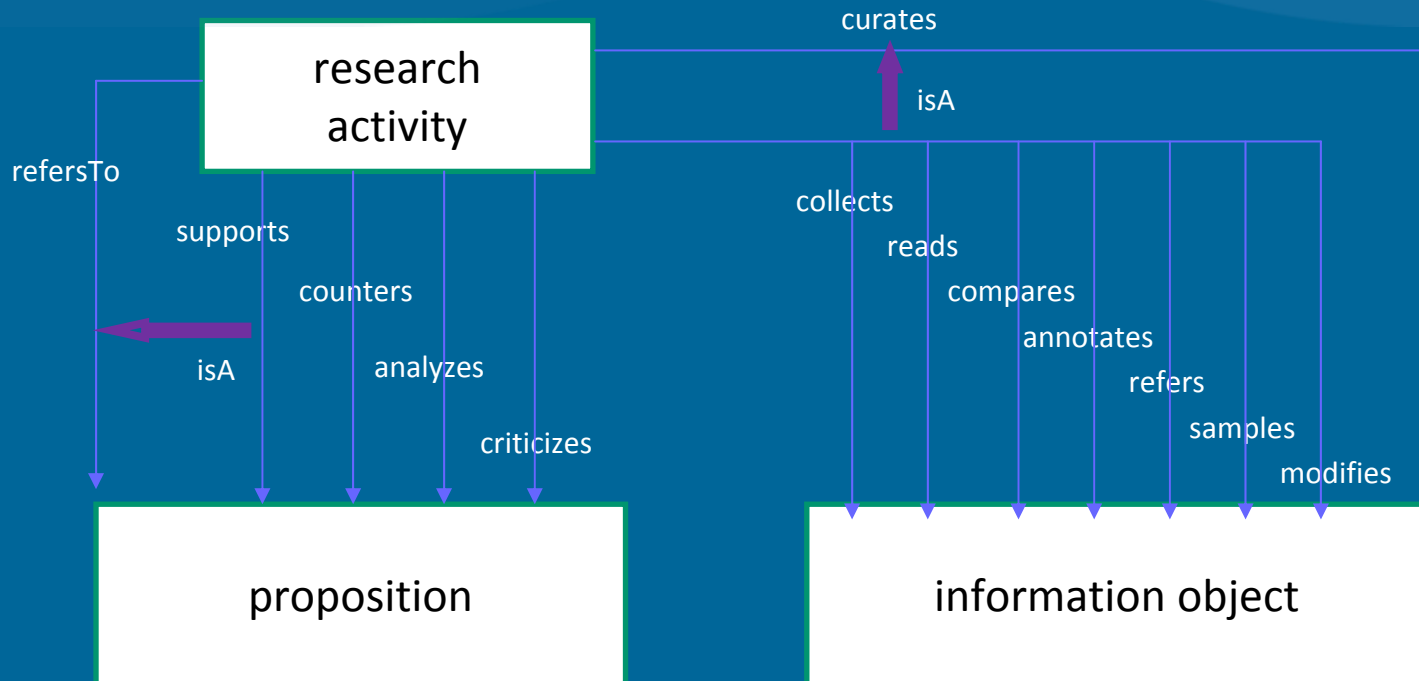 curates
research
activity
isA
refersTo
collects
supports
reads
counters
compares
annotates
isA
analyzes
refers
samples
criticizes
modifies
proposition
information object